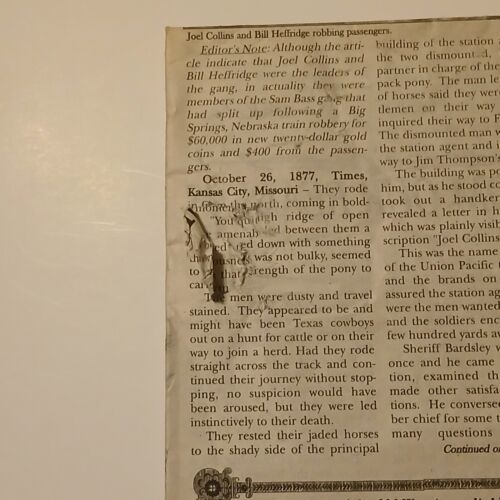 Joel Collins and Bill Heffridge robbing passengers.
Editor's Note: Although the arti-
cle indicate that Joel Collins and
Bill Heffridge were the leaders of
the gang, in actuality they were
members of the Sam Bass gang that
had split up following a Big
Springs, Nebraska train robbery for
$60,000 in new twenty-dollar gold
coins and $400 from the passen-
gers.
October 26, 1877, Times,
Kansas City, Missouri – They rode
in from the north, coming in bold-
ridge of open
between them a
down with something
was not bulky, seemed
to strength of the pony to
The men were dusty and travel
stained. They appeared to be and
might have been Texas cowboys
out on a hunt for cattle or on their
way to join a herd. Had they rode
straight across the track and con-
tinued their journey without stop-
ping, no suspicion would have
been aroused, but they were led
instinctively to their death.
They rested their jaded horses
to the shady side of the principal
building of the station
the two dismounted,
partner in charge of the
pack pony. The man
of horses said they wer
tlemen on their way
inquired their way to F
The dismounted man
the station agent and i
way to Jim Thompson'
The building was po
him, but as he stood co
took out a handker
revealed a letter in h
which was plainly visib
scription "Joel Collins
This was the name
of the Union Pacific
and the brands on
assured the station ag
were the men wanted
and the soldiers enc
few hundred yards aw
Sheriff Bardsley w
once and he came
tion, examined th
made other satisfa
tions. He converse
ber chief for some t
many questions
Continued on